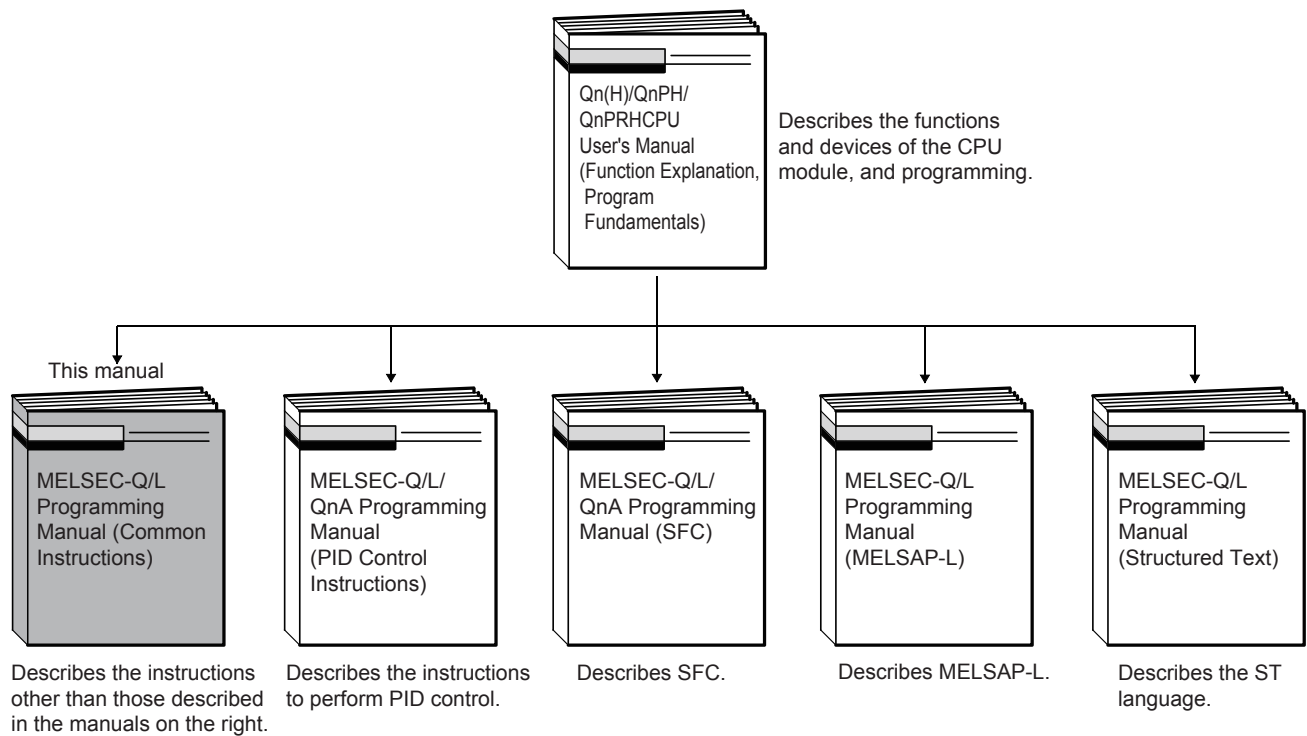 Qn(H)/QnPH/
QnPRHCPU
User's Manual
(Function Explanation,
Program
Fundamentals)
Describes the functions
and devices of the CPU
module, and programming.
This manual
MELSEC-Q/L
Programming
Manual (Common
Instructions)
Describes the instructions
other than those described
in the manuals on the right.
MELSEC-Q/L/
QnA Programming
Manual
(PID Control
Instructions)
Describes the instructions
to perform PID control.
MELSEC-Q/L/
QnA Programming
Manual (SFC)
Describes SFC.
MELSEC-Q/L
Programming
Manual
(MELSAP-L)
Describes MELSAP-L.
MELSEC-Q/L
Programming
Manual
(Structured Text)
Describes the ST
language.